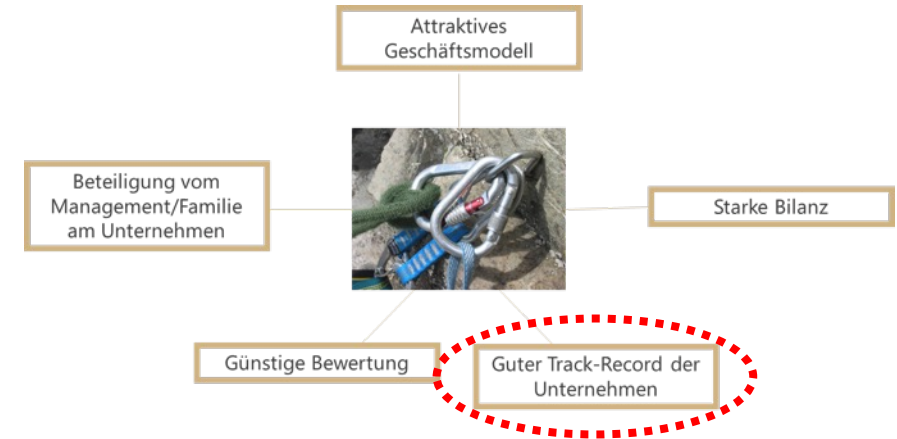 Attraktives
Geschäftsmodell
Beteiligung vom
Management/Familie
am Unternehmen
Starke Bilanz
Günstige Bewertung
Guter Track-Record der
Unternehmen